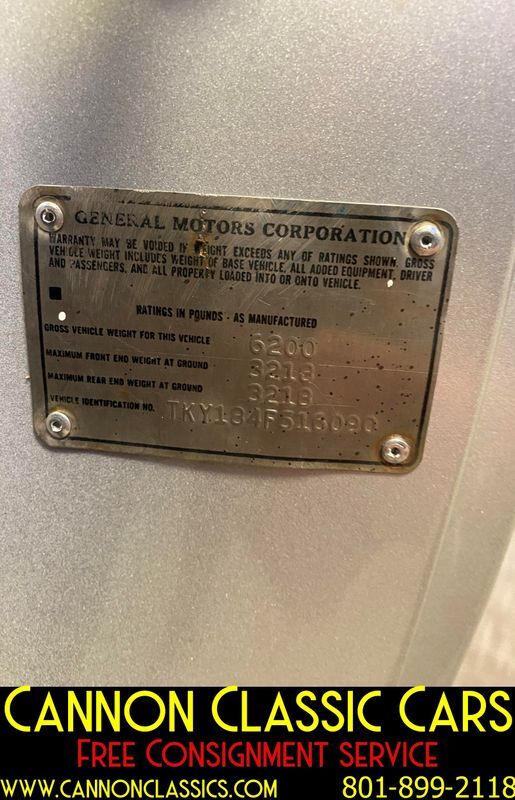 GENERAL MOTORS CORPORATION
WARRANTY MAY BE VOIDED IF WEIGHT EXCEEDS ANY OF RATINGS SHOWN. GROSS
VEHICLE WEIGHT INCLUDES WEIGHT OF BASE VEHICLE, ALL ADDED EQUIPMENT, DRIVER
AND PASSENGERS, AND ALL PROPERTY LOADED INTO OR ONTO VEHICLE.
RATINGS IN POUNDS - AS MANUFACTURED
GROSS VEHICLE WEIGHT FOR THIS VEHICLE 6200
MAXIMUM FRONT END WEIGHT AT GROUND 3218
MAXIMUM REAR END WEIGHT AT GROUND 3218
VEHICLE IDENTIFICATION NO. TKY184F513090
CANNON CLASSIC CARS
FREE CONSIGNMENT SERVICE
WWW.CANNONCLASSICS.COM 801-899-2118